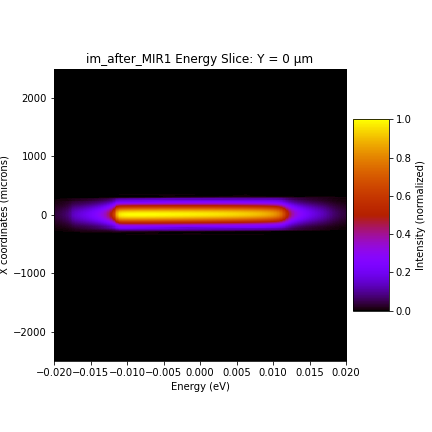 im_after_MIR1 Energy Slice: Y = 0 μm
2000
1000
0
−1000
−2000
X coordinates (microns)
−0.020 −0.015 −0.010 −0.005 0.000 0.005 0.010 0.015 0.020
Energy (eV)
1.0
0.8
0.6
0.4
0.2
0.0
Intensity (normalized)